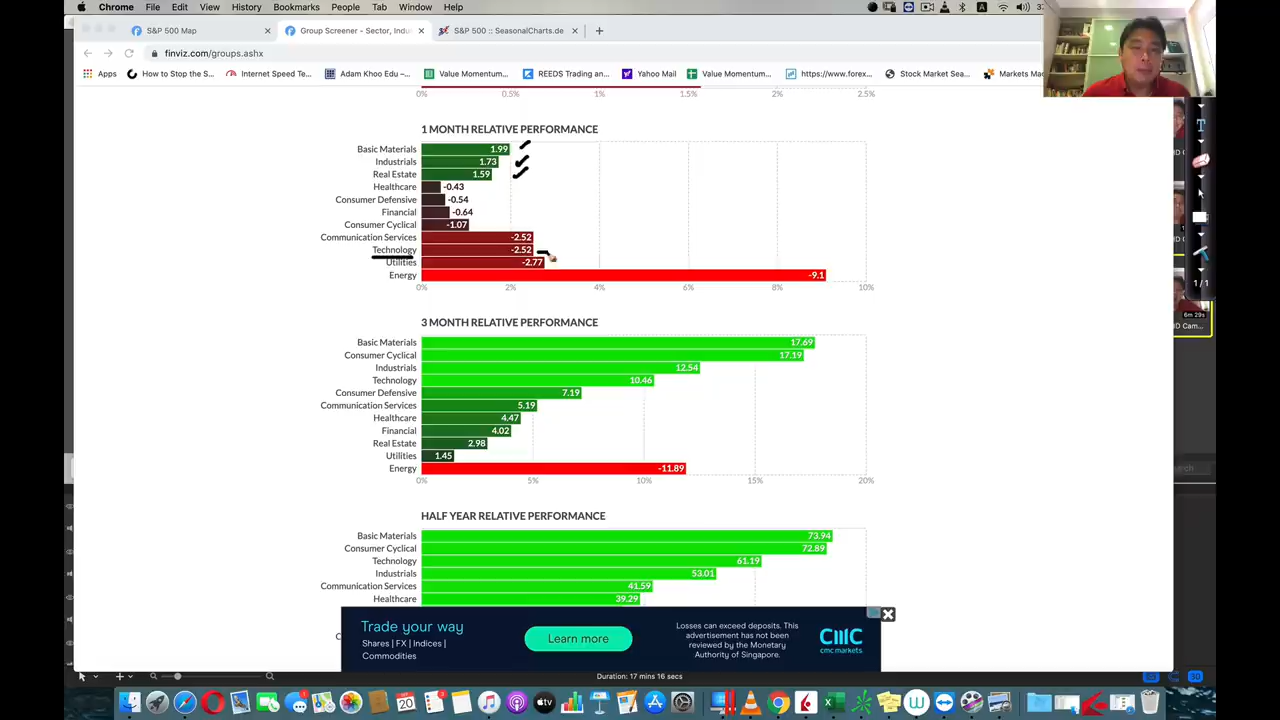 Chrome File Edit View History Bookmarks People Tab Window Help
S&P 500 Map
Group Screener - Sector, Indus
S&P 500 :: SeasonalCharts.de
finviz.com/groups.ashx
Apps
How to Stop the S...
Internet Speed Te...
Adam Khoo Edu –...
Value Momentum...
REEDS Trading an...
Yahoo Mail
Value Momentum...
https://www.forex...
Stock Market Sea...
Markets Ma
0% 0.5% 1% 1.5% 2% 2.5%
1 MONTH RELATIVE PERFORMANCE
Basic Materials 1.99
Industrials 1.73
Real Estate 1.59
Healthcare -0.43
Consumer Defensive -0.54
Financial -0.64
Consumer Cyclical -1.07
Communication Services -2.52
Technology -2.52
Utilities -2.77
Energy -9.1
0% 2% 4% 6% 8% 10%
3 MONTH RELATIVE PERFORMANCE
Basic Materials 17.69
Consumer Cyclical 17.19
Industrials 12.54
Technology 10.46
Consumer Defensive 7.19
Communication Services 5.19
Healthcare 4.47
Financial 4.02
Real Estate 2.98
Utilities 1.45
Energy -11.89
0% 5% 10% 15% 20%
HALF YEAR RELATIVE PERFORMANCE
Basic Materials 73.94
Consumer Cyclical 72.89
Technology 61.19
Industrials 53.01
Communication Services 41.59
Healthcare 39.29
Trade your way
Shares | FX | Indices |
Commodities
Learn more
Losses can exceed deposits. This
advertisement has not been
reviewed by the Monetary
Authority of Singapore.
cmc
cmc markets
1 / 1
6m 29s
HD Cam...
Duration: 17 mins 16 secs
30